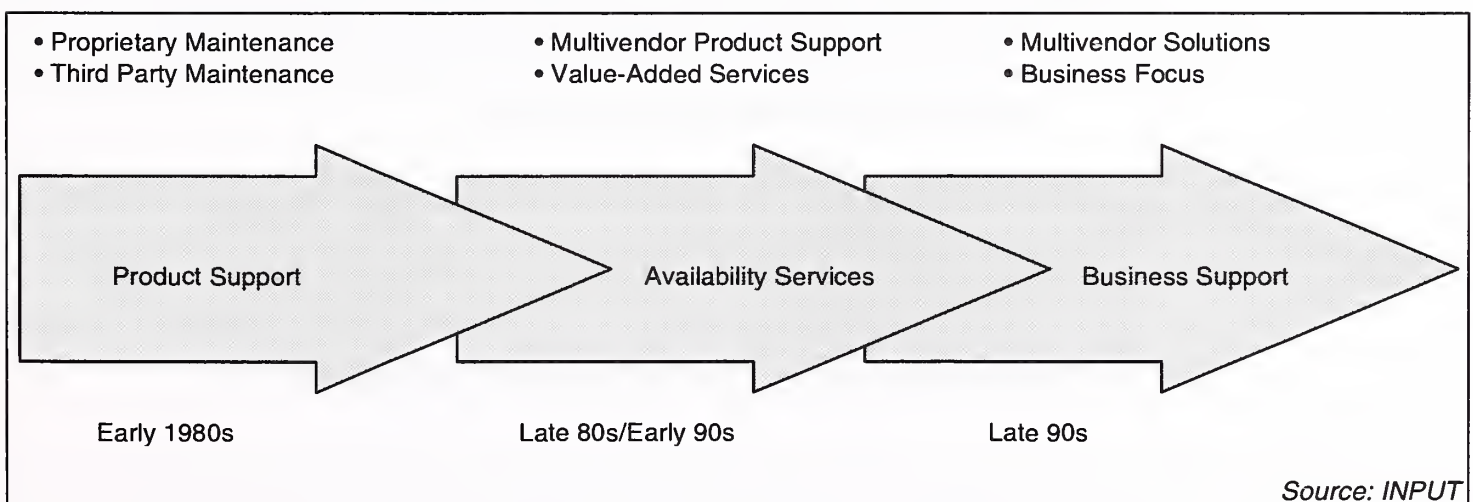 • Proprietary Maintenance
• Third Party Maintenance
• Multivendor Product Support
• Value-Added Services
• Multivendor Solutions
• Business Focus
Product Support
Availability Services
Business Support
Early 1980s
Late 80s/Early 90s
Late 90s
Source: INPUT